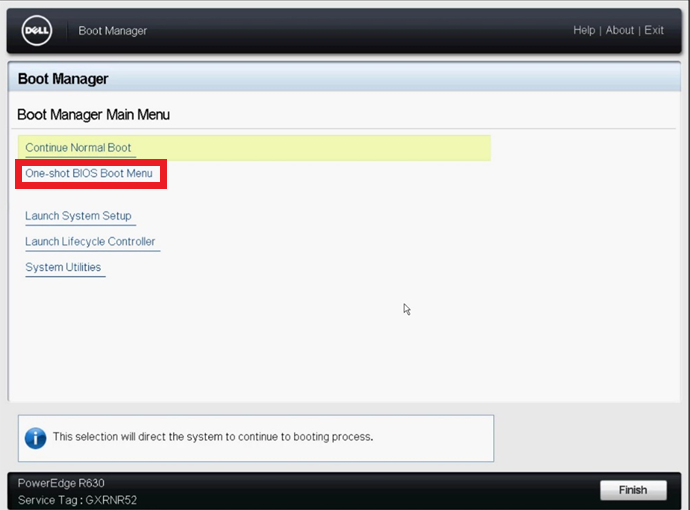 DELL
Boot Manager
Help | About | Exit
Boot Manager
Boot Manager Main Menu
Continue Normal Boot
One-shot BIOS Boot Menu
Launch System Setup
Launch Lifecycle Controller
System Utilities
This selection will direct the system to continue to booting process.
PowerEdge R630
Service Tag : GXRNR52
Finish